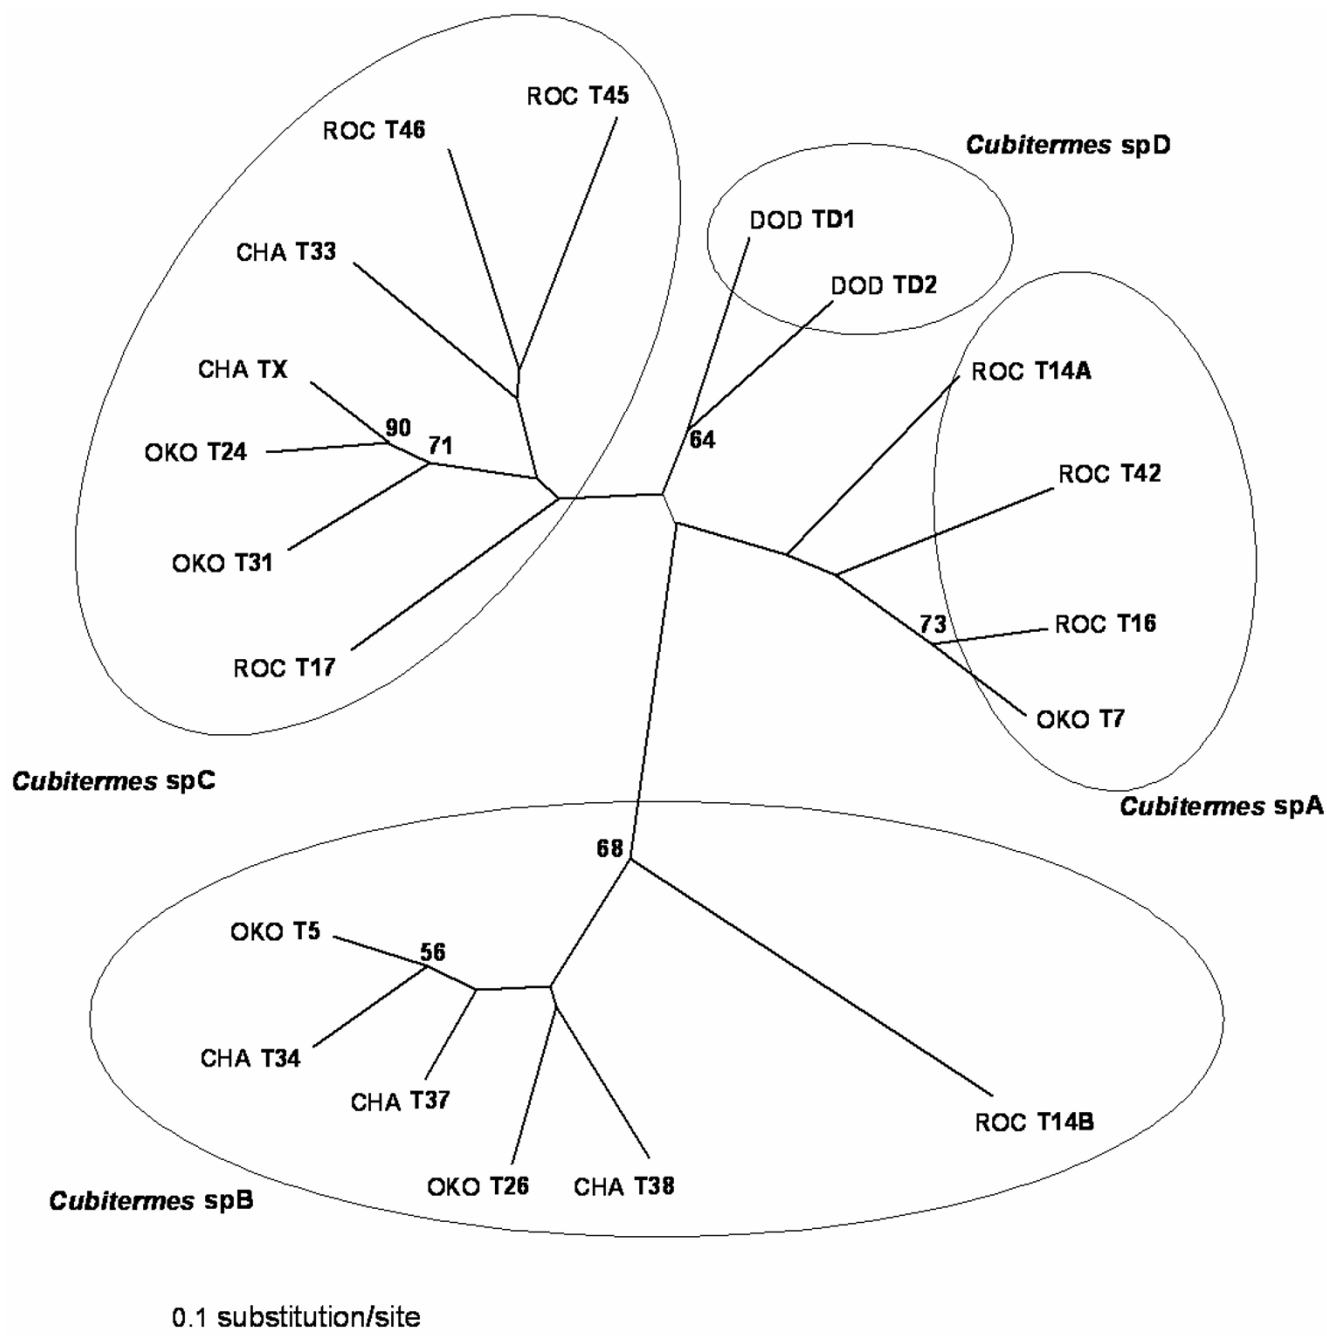 ROC T45
ROC T46
Cubitermes spD
DOD TD1
CHA T33
DOD TD2
CHA TX
ROC T14A
90
71
64
OKO T24
ROC T42
OKO T31
73
ROC T16
ROC T17
OKO T7
Cubitermes spC
Cubitermes spA
68
OKO T5
56
CHA T34
CHA T37
ROC T14B
OKO T26
CHA T38
Cubitermes spB
0.1 substitution/site